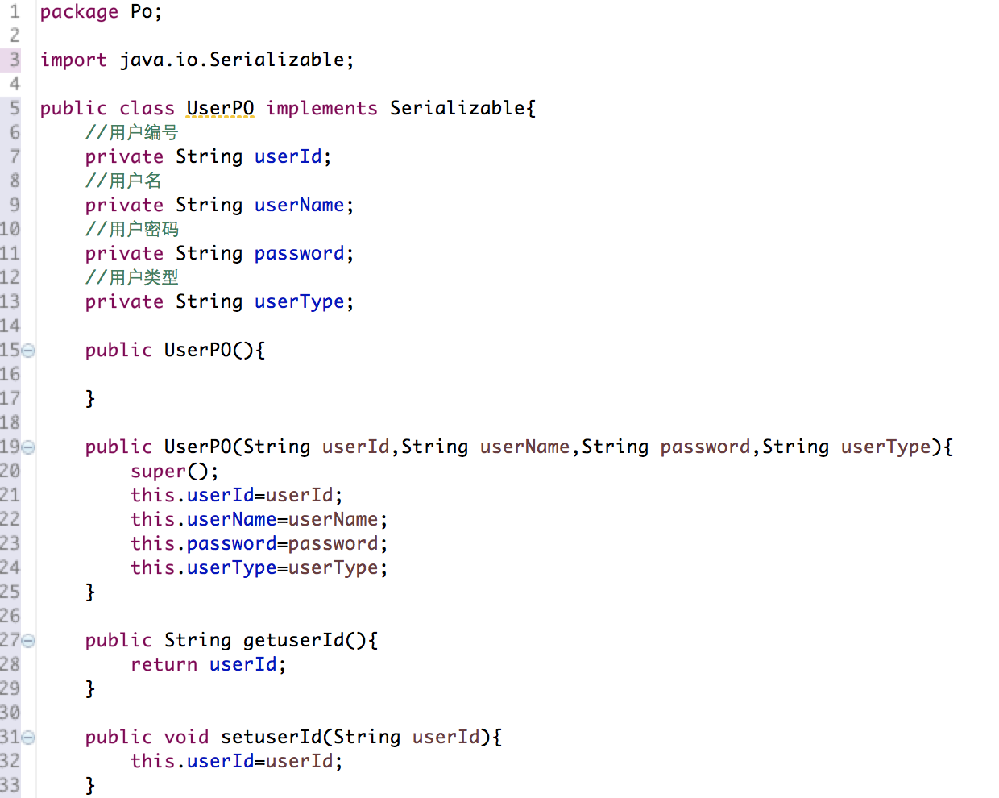 1 package Po;
2
3 import java.io.Serializable;
4
5 public class UserPO implements Serializable{
6 //用户编号
7 private String userId;
8 //用户名
9 private String userName;
10 //用户密码
11 private String password;
12 //用户类型
13 private String userType;
14
15 public UserPO(){
16
17 }
18
19 public UserPO(String userId,String userName,String password,String userType){
20 super();
21 this.userId=userId;
22 this.userName=userName;
23 this.password=password;
24 this.userType=userType;
25 }
26
27 public String getuserId(){
28 return userId;
29 }
30
31 public void setuserId(String userId){
32 this.userId=userId;
33 }